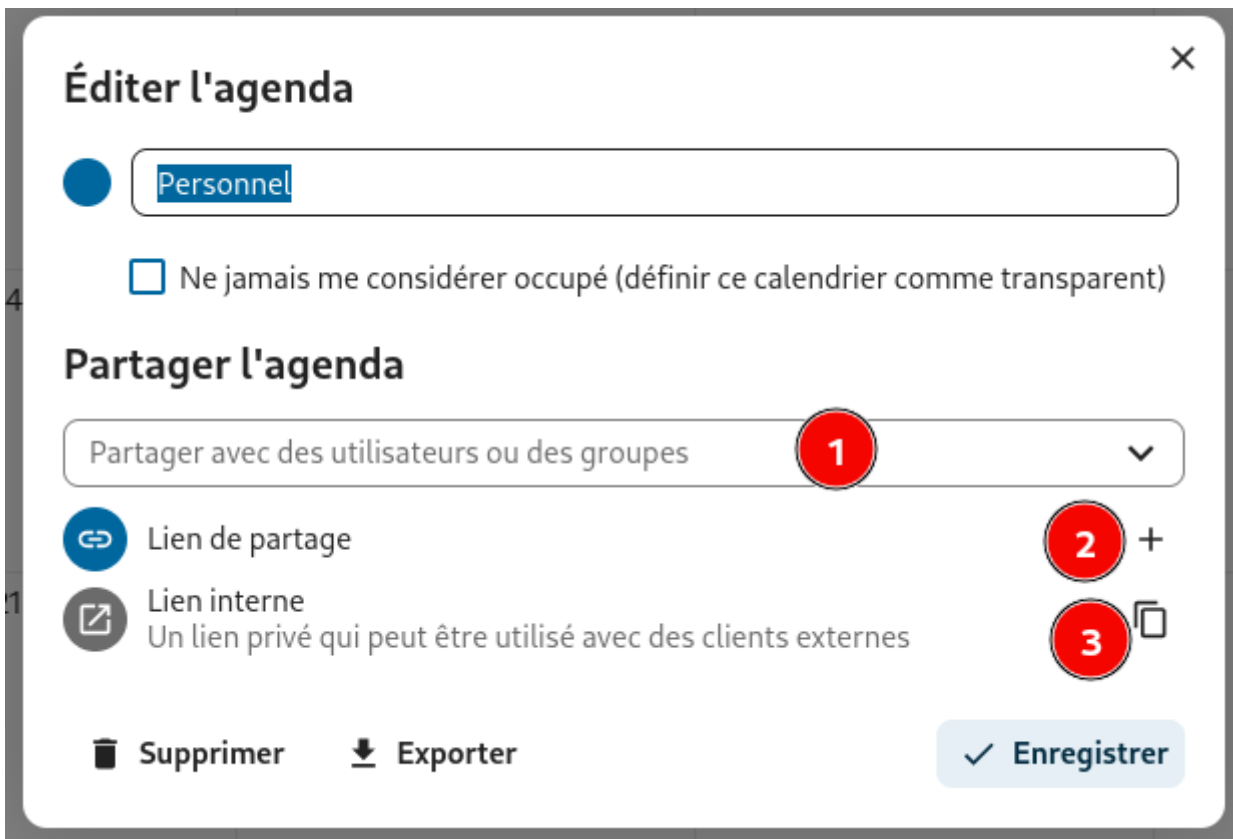 Éditer l'agenda
Personnel
Ne jamais me considérer occupé (définir ce calendrier comme transparent)
4
Partager l'agenda
Partager avec des utilisateurs ou des groupes 1
Lien de partage 2
21
Lien interne
Un lien privé qui peut être utilisé avec des clients externes 3
Supprimer Exporter Enregistrer